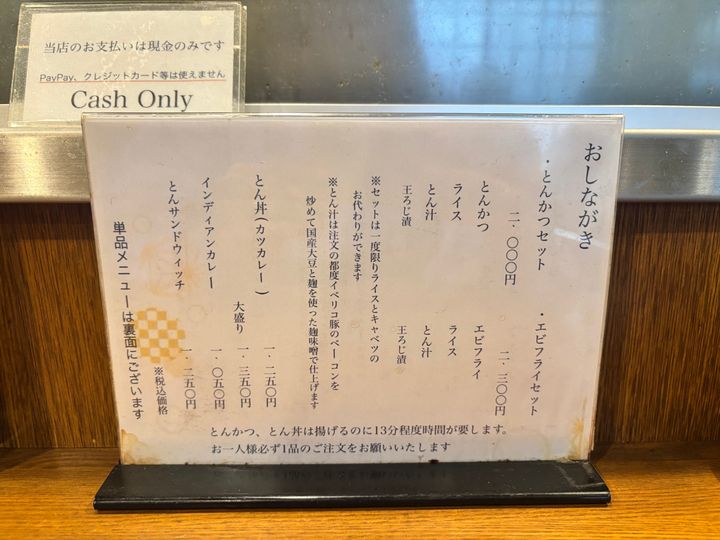 当店のお支払いは現金のみです
PayPay、クレジットカード等は使えません
Cash Only
おしながき
・とんかつセット
二・〇〇〇円
とんかつ
ライス
とん汁
王ろじ漬
・エビフライセット
二・三〇〇円
エビフライ
ライス
とん汁
王ろじ漬
※セットは一度限りライスとキャベツの
お代わりができます
※とん汁は注文の都度イベリコ豚のベーコンを
炒めて国産大豆と麹を使った麹味噌で仕上げます
とん丼(カツカレー)
一・二五〇円
大盛り
一・三五〇円
インディアンカレー
一・〇五〇円
とんサンドウィッチ
一・二五〇円
※税込価格
単品メニューは裏面にございます
とんかつ、とん丼は揚げるのに13分程度時間が要します。
お一人様必ず1品のご注文をお願いいたします